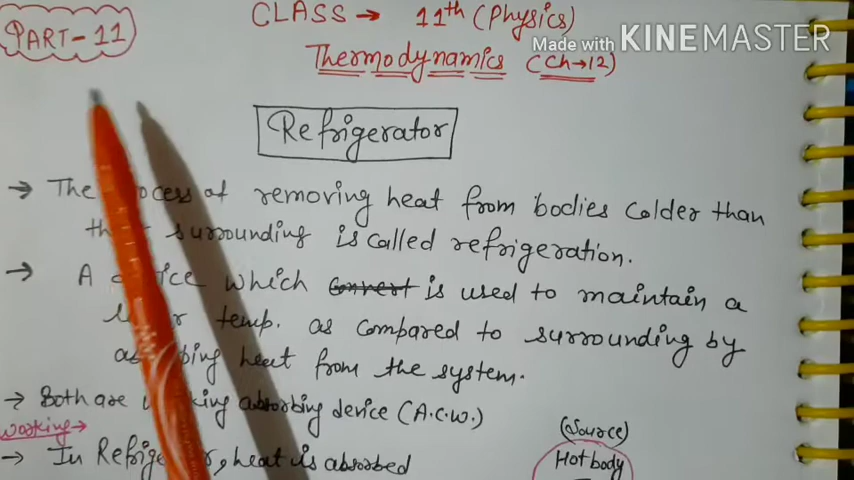 PART-11
CLASS → 11th (Physics)
Made with KINEMASTER
Thermodynamics (Ch→12)
Refrigerator
→ The of removing heat from bodies colder than
surrounding is called refrigeration.
→ A which convert is used to maintain a
temp. as compared to surrounding by
heat from the system.
→ Both are absorbing device (A.C.W.)
working→
(Source)
→ In , heat is absorbed
Hot body